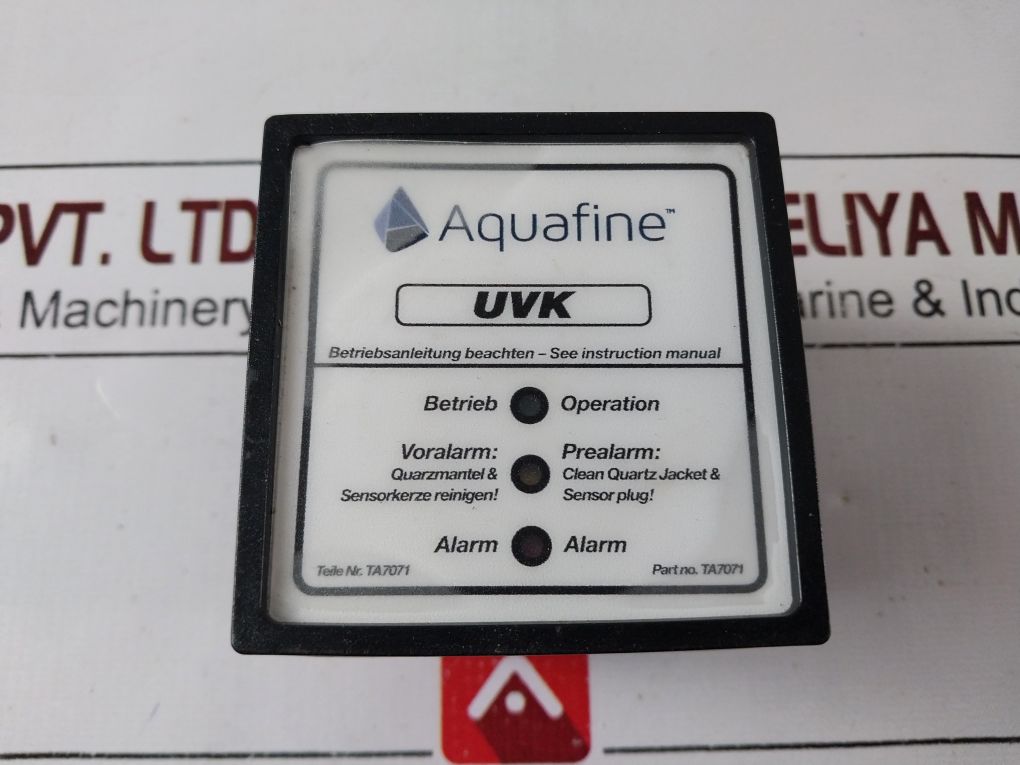 PVT. LTD
ELIYA M
Machinery
arine & Ind
Aquafine™
UVK
Betriebsanleitung beachten – See instruction manual
Betrieb Operation
Voralarm: Prealarm:
Quarzmantel & Clean Quartz Jacket &
Sensorkerze reinigen! Sensor plug!
Alarm Alarm
Teile Nr. TA7071 Part no. TA7071